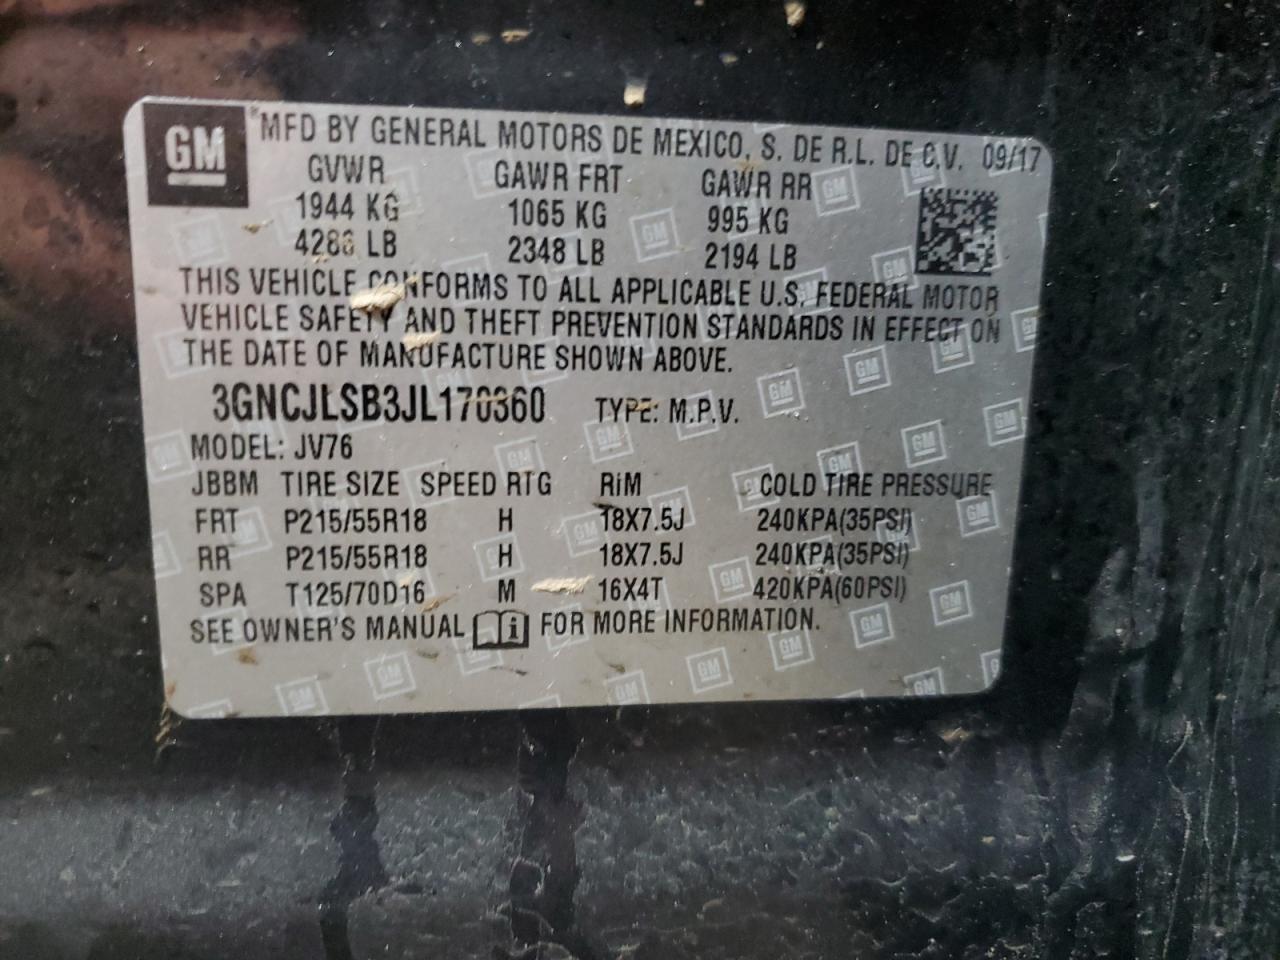 GM
MFD BY GENERAL MOTORS DE MEXICO, S. DE R.L. DE C.V. 09/17
GVWR GAWR FRT GAWR RR
1944 KG 1065 KG 995 KG
4286 LB 2348 LB 2194 LB
THIS VEHICLE CONFORMS TO ALL APPLICABLE U.S. FEDERAL MOTOR
VEHICLE SAFETY AND THEFT PREVENTION STANDARDS IN EFFECT ON
THE DATE OF MANUFACTURE SHOWN ABOVE.
3GNCJLSB3JL170360 TYPE: M.P.V.
MODEL: JV76
JBBM TIRE SIZE SPEED RTG RIM COLD TIRE PRESSURE
FRT P215/55R18 H 18X7.5J 240KPA(35PSI)
RR P215/55R18 H 18X7.5J 240KPA(35PSI)
SPA T125/70D16 M 16X4T 420KPA(60PSI)
SEE OWNER'S MANUAL i FOR MORE INFORMATION.